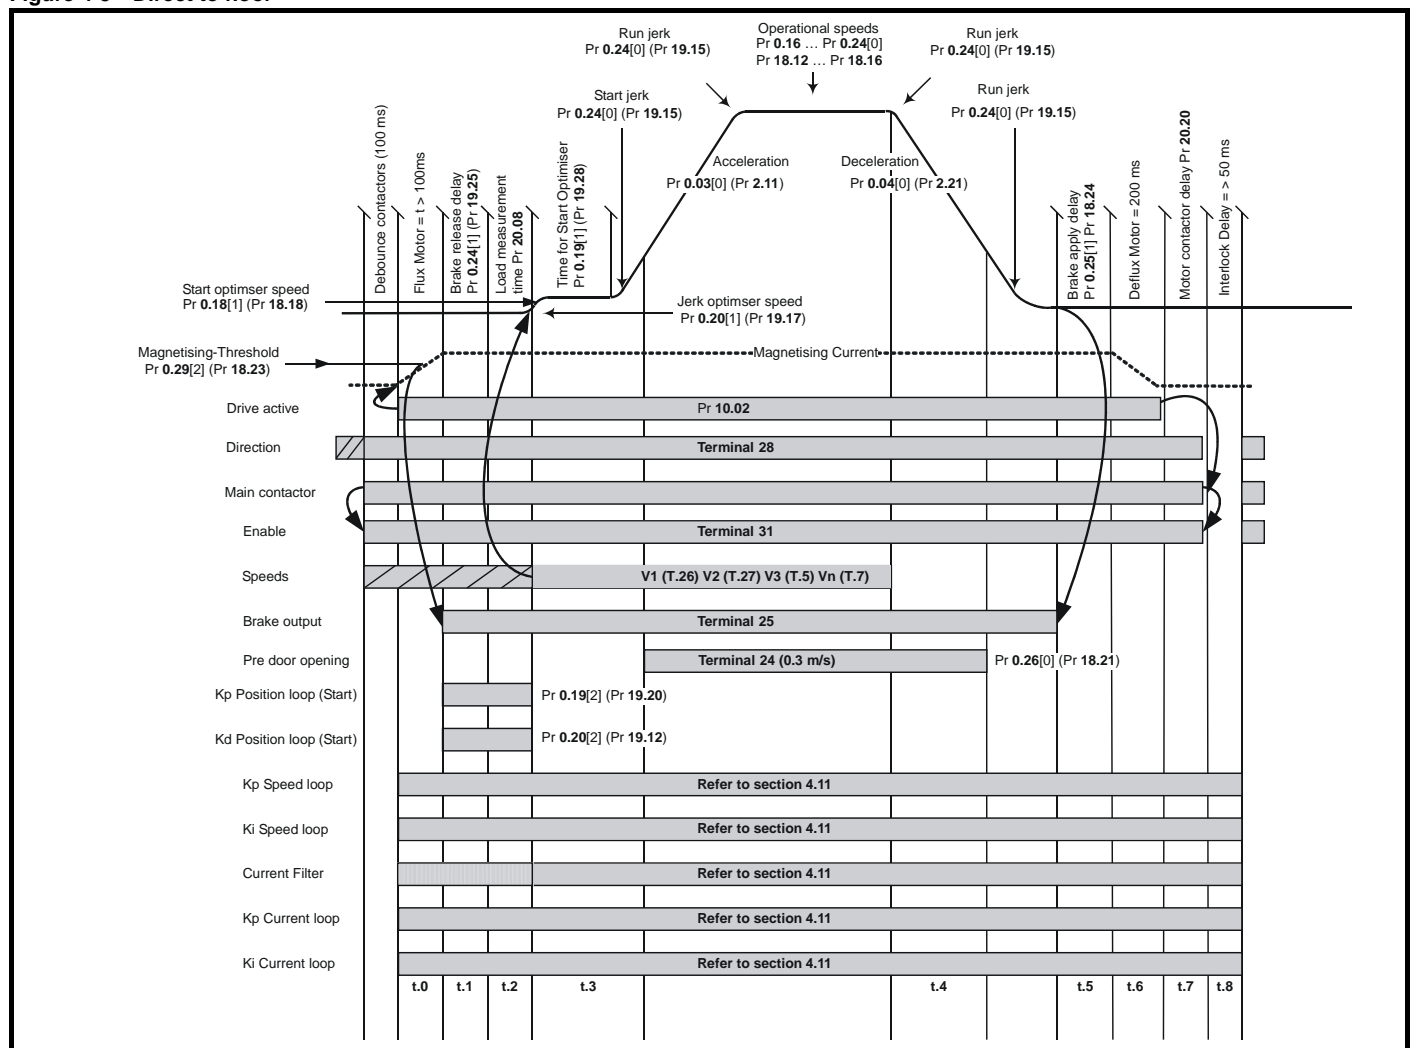 Run jerk
Pr 0.24[0] (Pr 19.15)
Operational speeds
Pr 0.16 ... Pr 0.24[0]
Pr 18.12 ... Pr 18.16
Run jerk
Pr 0.24[0] (Pr 19.15)
Start jerk
Pr 0.24[0] (Pr 19.15)
Run jerk
Pr 0.24[0] (Pr 19.15)
Debounce contactors (100 ms)
Flux Motor = t > 100ms
Brake release delay
Pr 0.24[1] (Pr 19.25)
Load measurement
time Pr 20.08
Time for Start Optimiser
Pr 0.19[1] (Pr 19.28)
Acceleration
Pr 0.03[0] (Pr 2.11)
Deceleration
Pr 0.04[0] (Pr 2.21)
Brake apply delay
Pr 0.25[1] Pr 18.24
Deflux Motor = 200 ms
Motor contactor delay Pr 20.20
Interlock Delay = > 50 ms
Start optimser speed
Pr 0.18[1] (Pr 18.18)
Jerk optimser speed
Pr 0.20[1] (Pr 19.17)
Magnetising-Threshold
Pr 0.29[2] (Pr 18.23)
Magnetising Current
Drive active
Pr 10.02
Direction
Terminal 28
Main contactor
Enable
Terminal 31
Speeds
V1 (T.26) V2 (T.27) V3 (T.5) Vn (T.7)
Brake output
Terminal 25
Pre door opening
Terminal 24 (0.3 m/s)
Pr 0.26[0] (Pr 18.21)
Kp Position loop (Start)
Pr 0.19[2] (Pr 19.20)
Kd Position loop (Start)
Pr 0.20[2] (Pr 19.12)
Kp Speed loop
Refer to section 4.11
Ki Speed loop
Refer to section 4.11
Current Filter
Refer to section 4.11
Kp Current loop
Refer to section 4.11
Ki Current loop
Refer to section 4.11
t.0 t.1 t.2 t.3 t.4 t.5 t.6 t.7 t.8